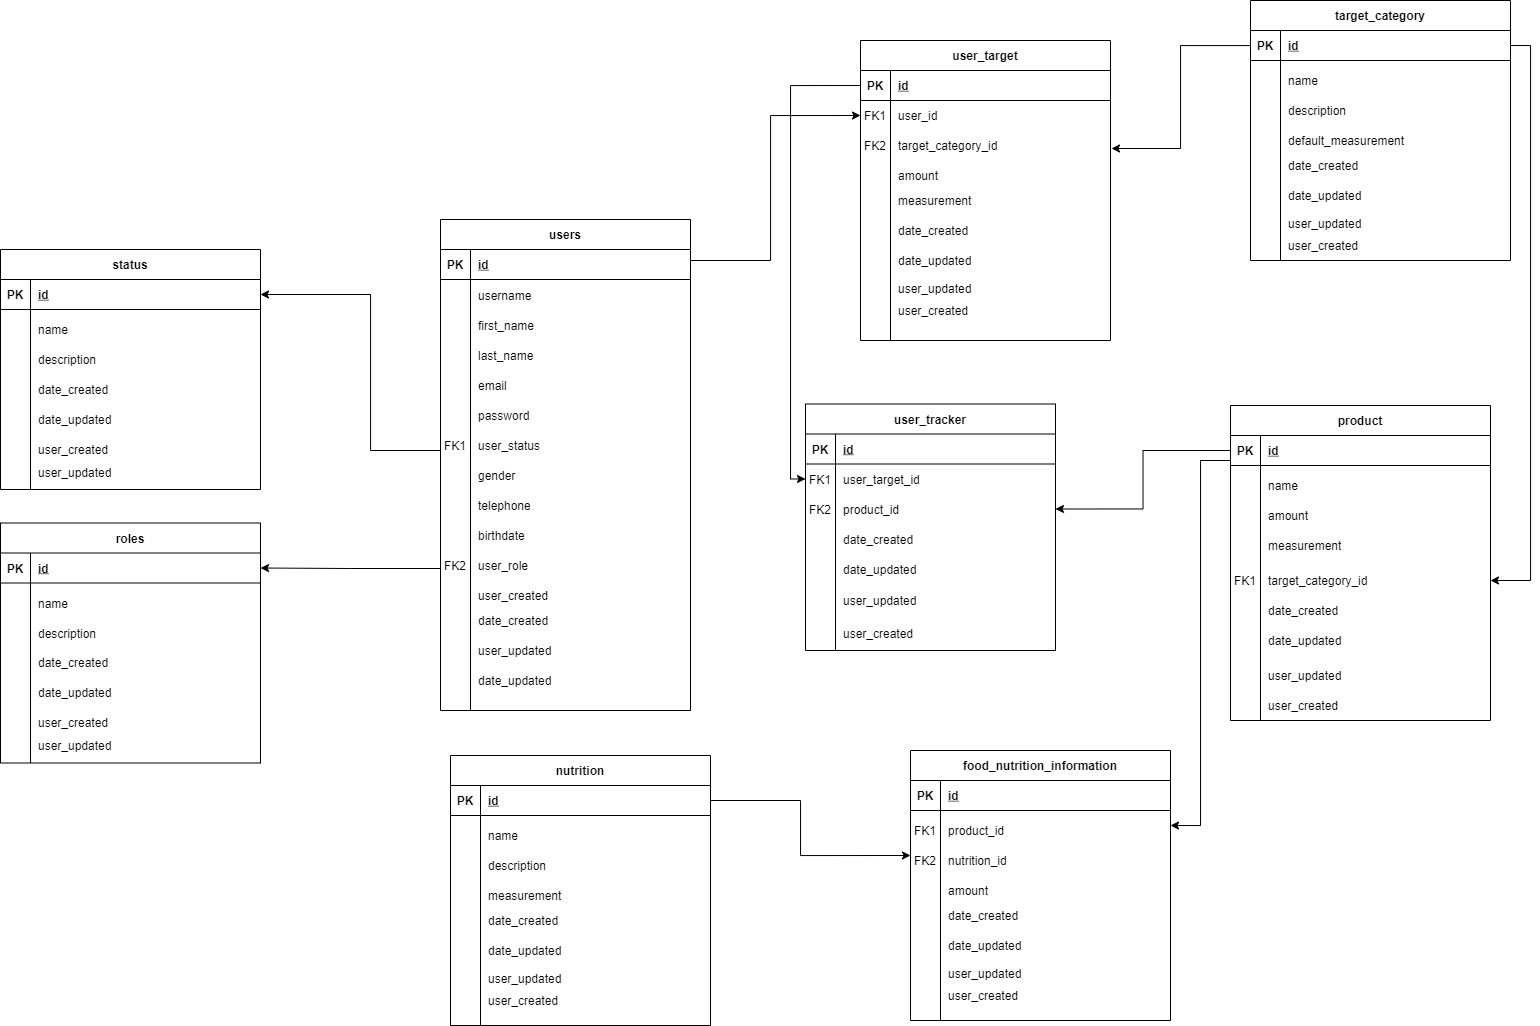 target_category
PK id
name
description
default_measurement
date_created
date_updated
user_updated
user_created
user_target
PK id
FK1 user_id
FK2 target_category_id
amount
measurement
date_created
date_updated
user_updated
user_created
users
PK id
username
first_name
last_name
email
password
FK1 user_status
gender
telephone
birthdate
FK2 user_role
user_created
date_created
user_updated
date_updated
status
PK id
name
description
date_created
date_updated
user_created
user_updated
roles
PK id
name
description
date_created
date_updated
user_created
user_updated
user_tracker
PK id
FK1 user_target_id
FK2 product_id
date_created
date_updated
user_updated
user_created
product
PK id
name
amount
measurement
FK1 target_category_id
date_created
date_updated
user_updated
user_created
nutrition
PK id
name
description
measurement
date_created
date_updated
user_updated
user_created
food_nutrition_information
PK id
FK1 product_id
FK2 nutrition_id
amount
date_created
date_updated
user_updated
user_created